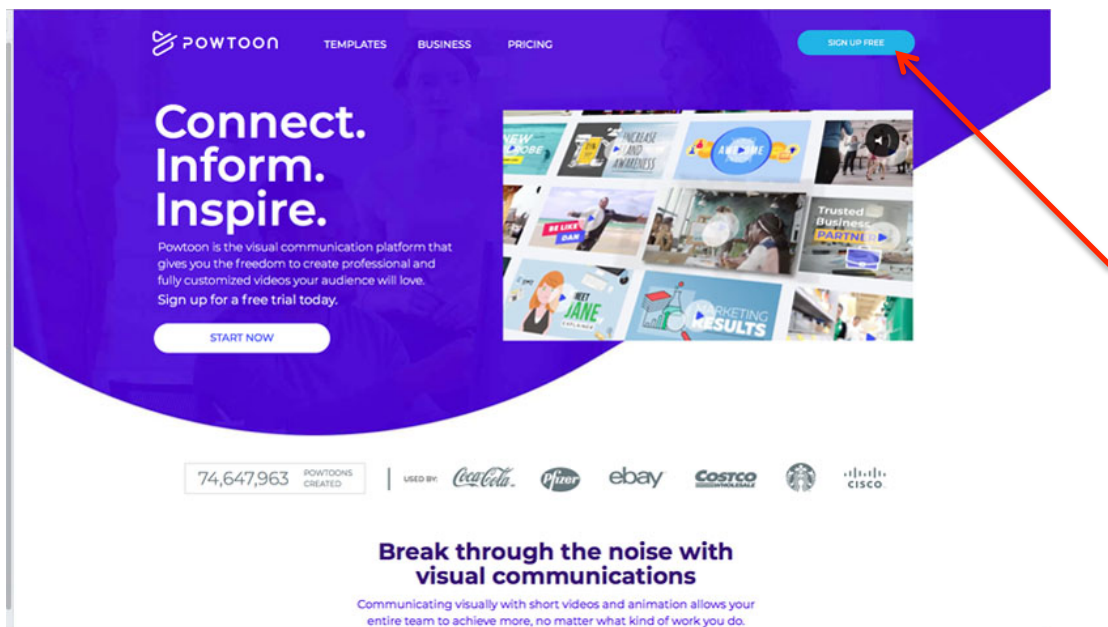 POWTOON
TEMPLATES BUSINESS PRICING
SIGN UP FREE
Connect.
Inform.
Inspire.
Powtoon is the visual communication platform that
gives you the freedom to create professional and
fully customized videos your audience will love.
Sign up for a free trial today.
START NOW
NEW
INCREASE
BRAND
AWARENESS
AWESOME
BE LIKE
DAN
Trusted
Business
PARTNER
MEET
JANE
EXPLAINER
MARKETING
RESULTS
74,647,963 POWTOONS
CREATED
USED BY: Coca-Cola Pfizer ebay COSTCO
WHOLESALE
CISCO
Break through the noise with
visual communications
Communicating visually with short videos and animation allows your
entire team to achieve more, no matter what kind of work you do.